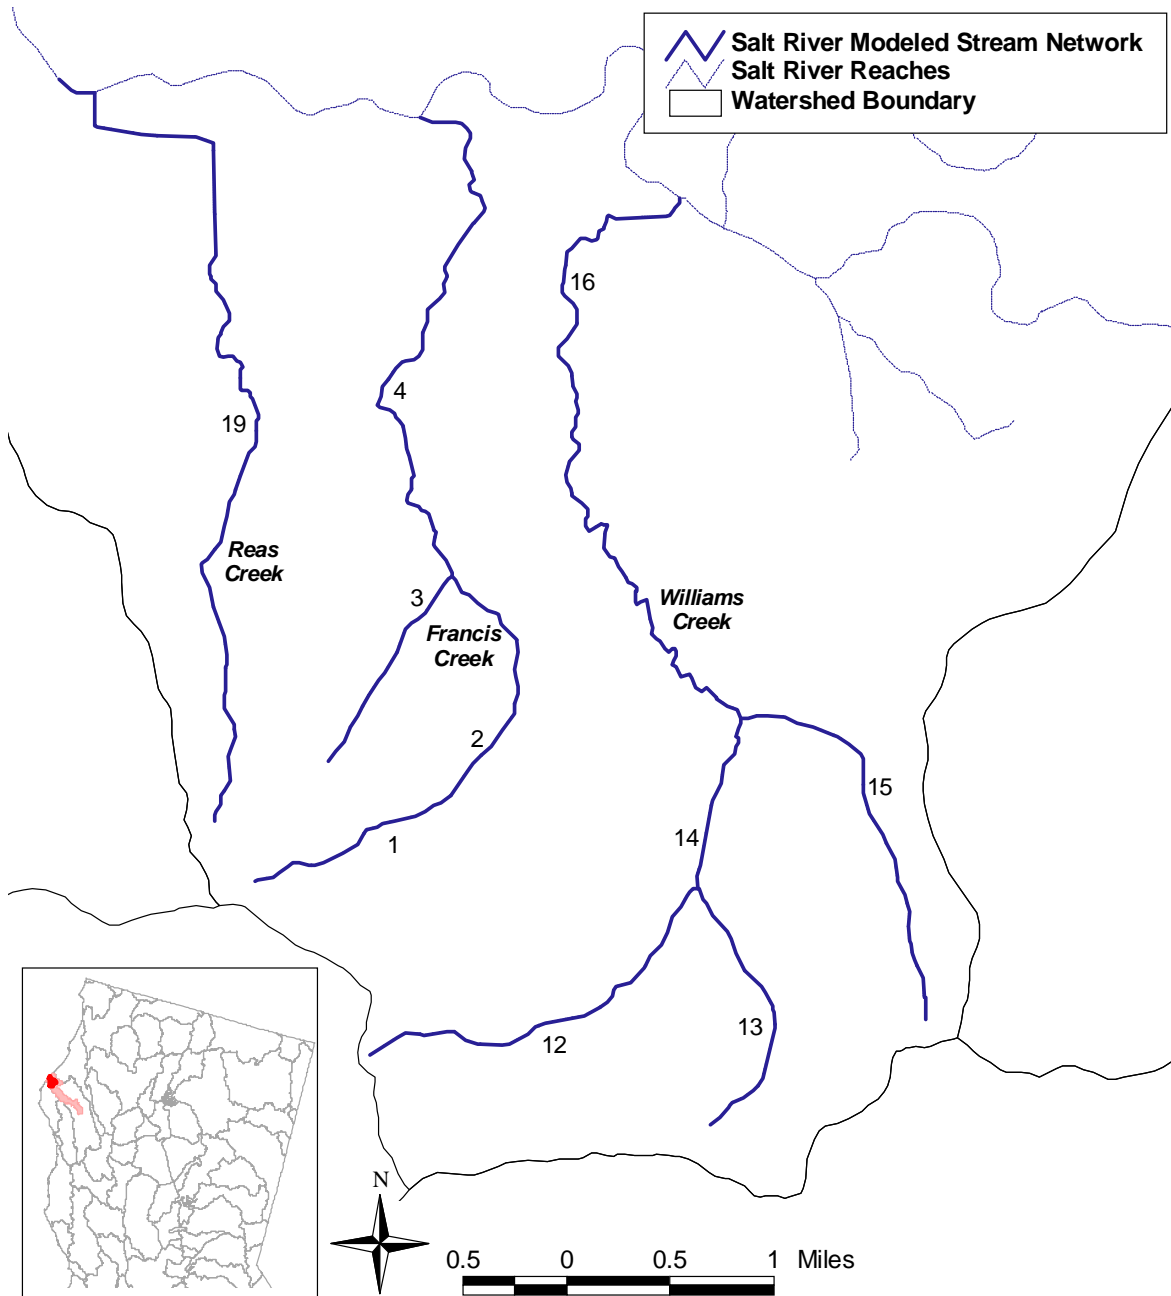 Salt River Modeled Stream Network
Salt River Reaches
Watershed Boundary
16
4
19
Reas
Creek
3
Francis
Creek
Williams
Creek
2
15
14
1
13
12
N
0.5 0 0.5 1 Miles